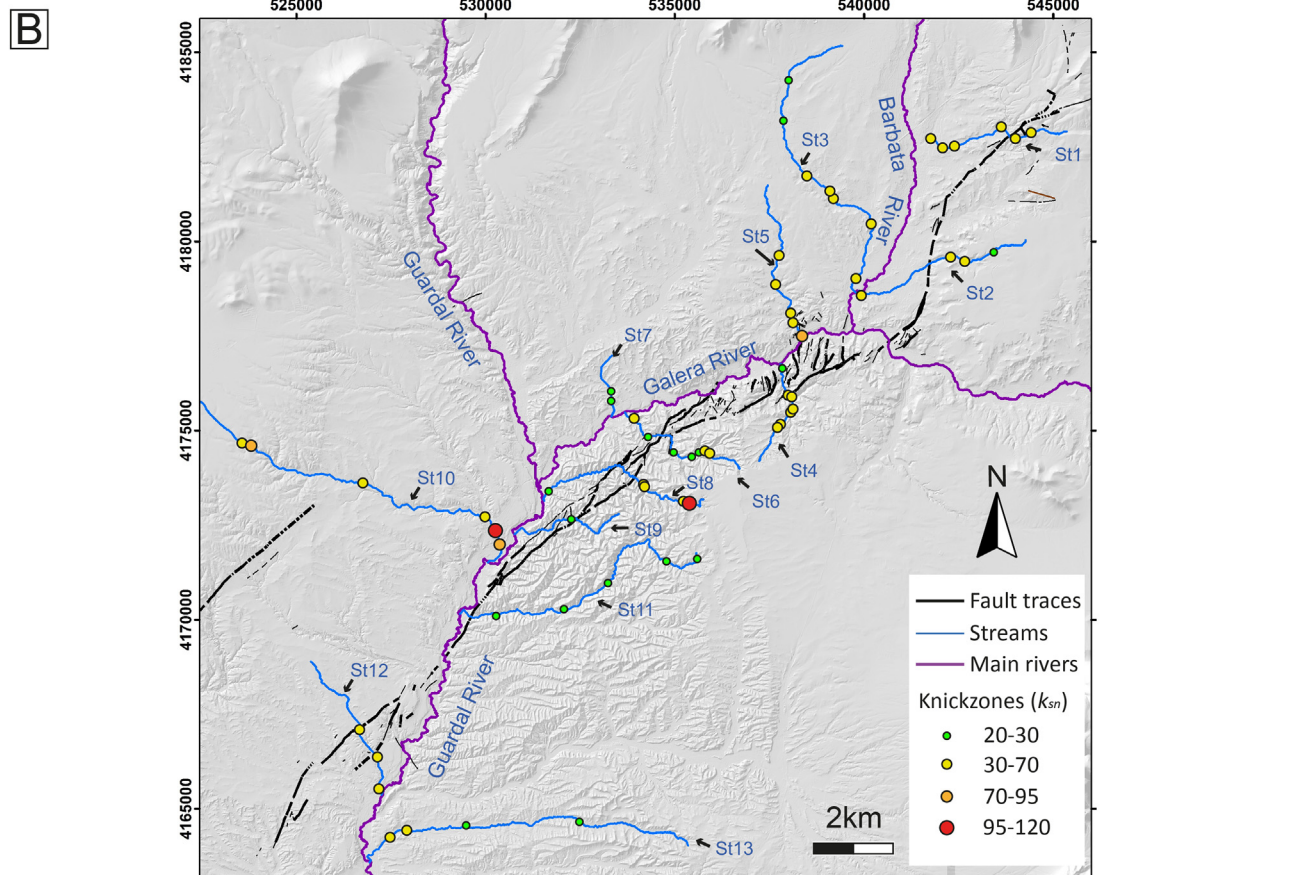 B
525000
530000
535000
540000
545000
4185000
4180000
4175000
4170000
4165000
St3
Barbata
River
St1
St5
St2
Guardal River
St7
Galera River
St10
St4
St6
St8
St9
St11
St12
Guardal River
St13
N
Fault traces
Streams
Main rivers
Knickzones (ksn)
20-30
30-70
70-95
95-120
2km